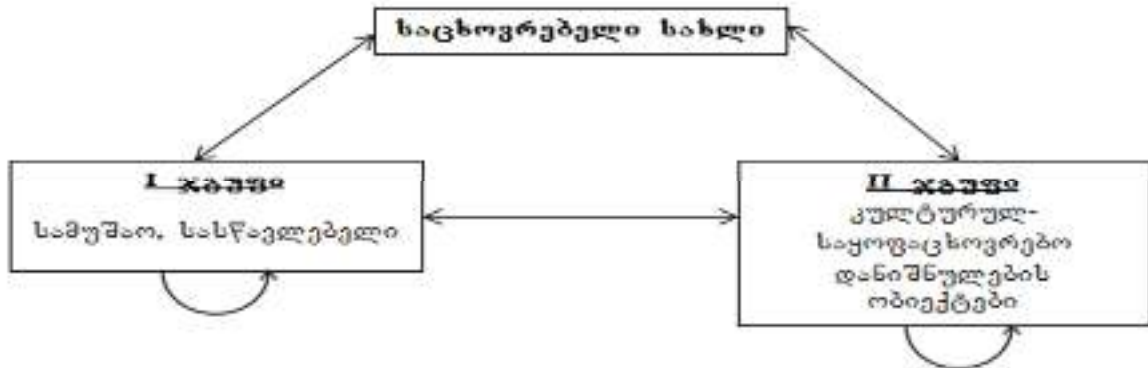 საცხოვრებელი სახლი
I ჯგუფი
სამუშაო, სასწავლებელი
II ჯგუფი
კულტურულ-
საყოფაცხოვრებო
დანიშნულების
ობიექტები